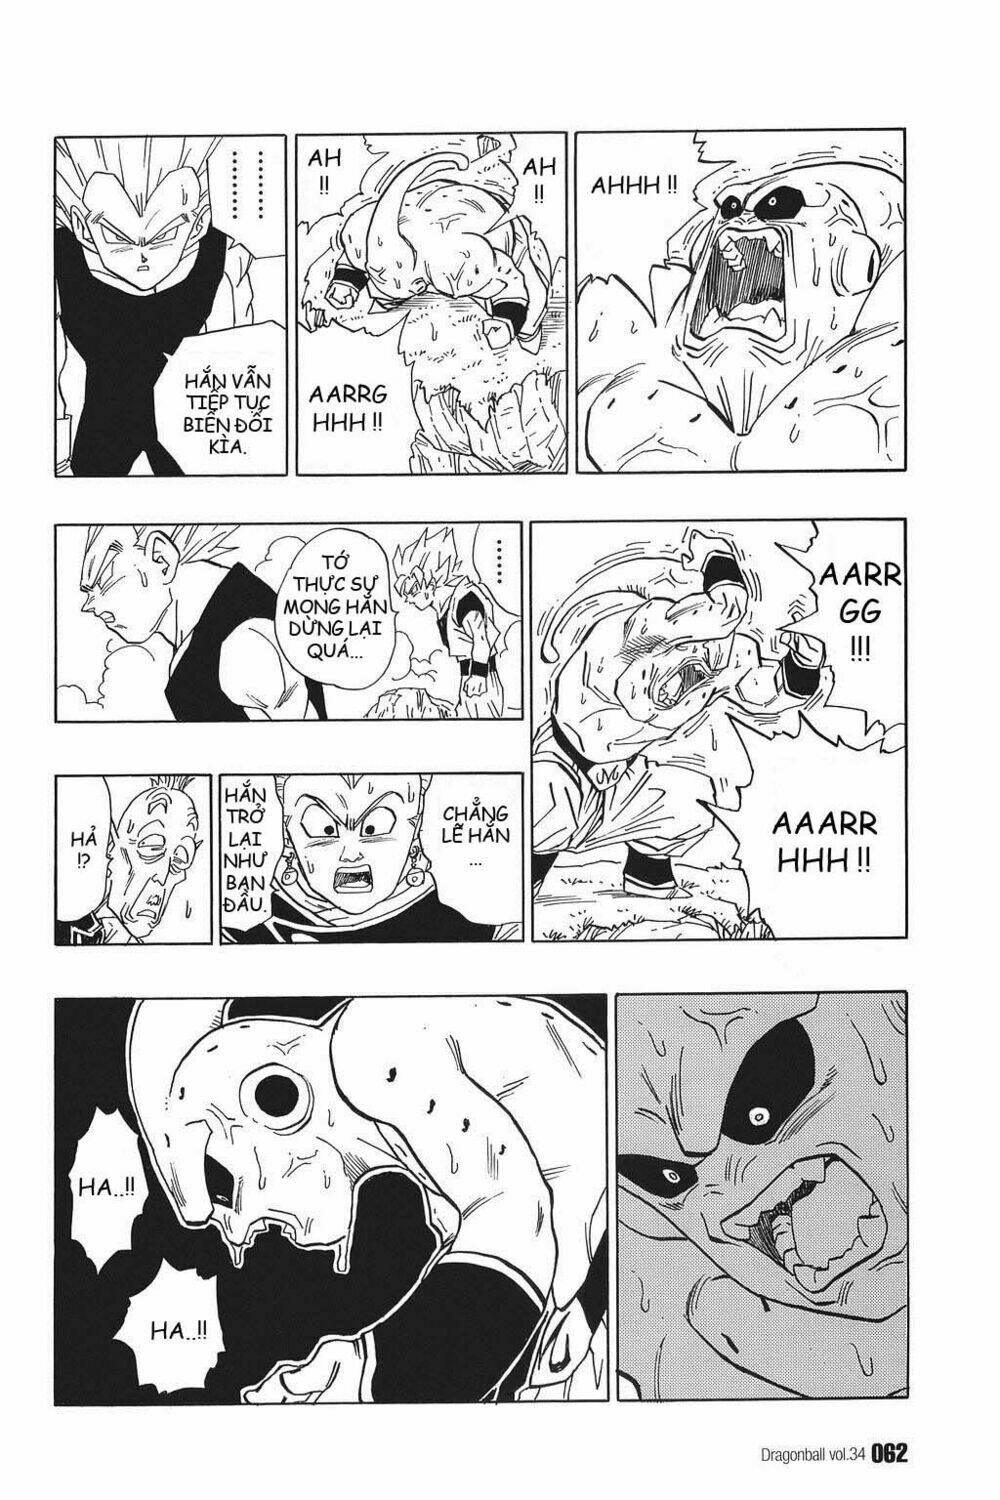 AHHH !!
AH
!!
AH
!!
AARRG
HHH !!
.......
........
HẮN VẪN
TIẾP TỤC
BIẾN ĐỔI
KÌA.
AARR
GG
!!!
AAARR
HHH !!
......
TỚ
THỰC SỰ
MONG HẮN
DỪNG LẠI
QUÁ...
CHẲNG
LẼ HẮN
...
HẮN
TRỞ
LẠI
NHƯ
BAN
ĐẦU.
HẢ
!?
HA..!!
HA..!!
Dragonball vol.34 062